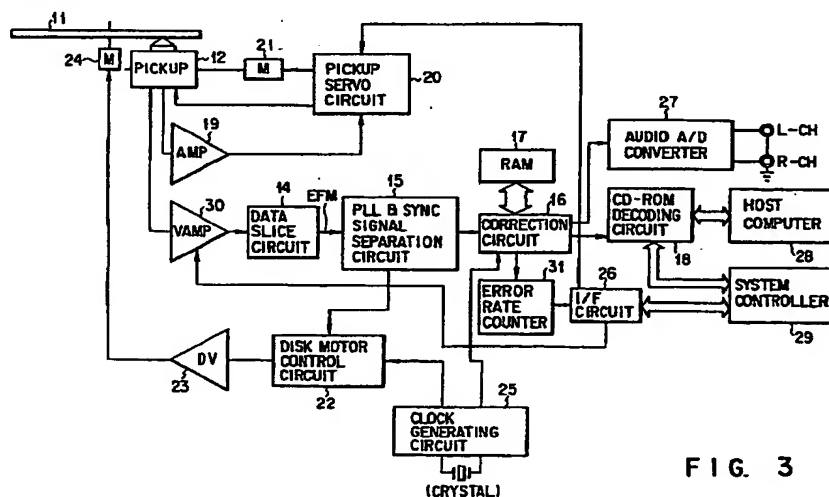 11
24
M
12
PICKUP
21
M
PICKUP
SERVO
CIRCUIT
20
19
AMP
17
RAM
27
AUDIO A/D
CONVERTER
L-CH
R-CH
30
VAMP
14
DATA
SLICE
CIRCUIT
EFM
15
PLL B SYNC
SIGNAL
SEPARATION
CIRCUIT
16
CORRECTION
CIRCUIT
CD-ROM
DECODING
CIRCUIT
18
HOST
COMPUTER
28
31
ERROR
RATE
COUNTER
26
I/F
CIRCUIT
SYSTEM
CONTROLLER
29
DV
23
DISK MOTOR
CONTROL
CIRCUIT
22
25
CLOCK
GENERATING
CIRCUIT
(CRYSTAL)
FIG. 3